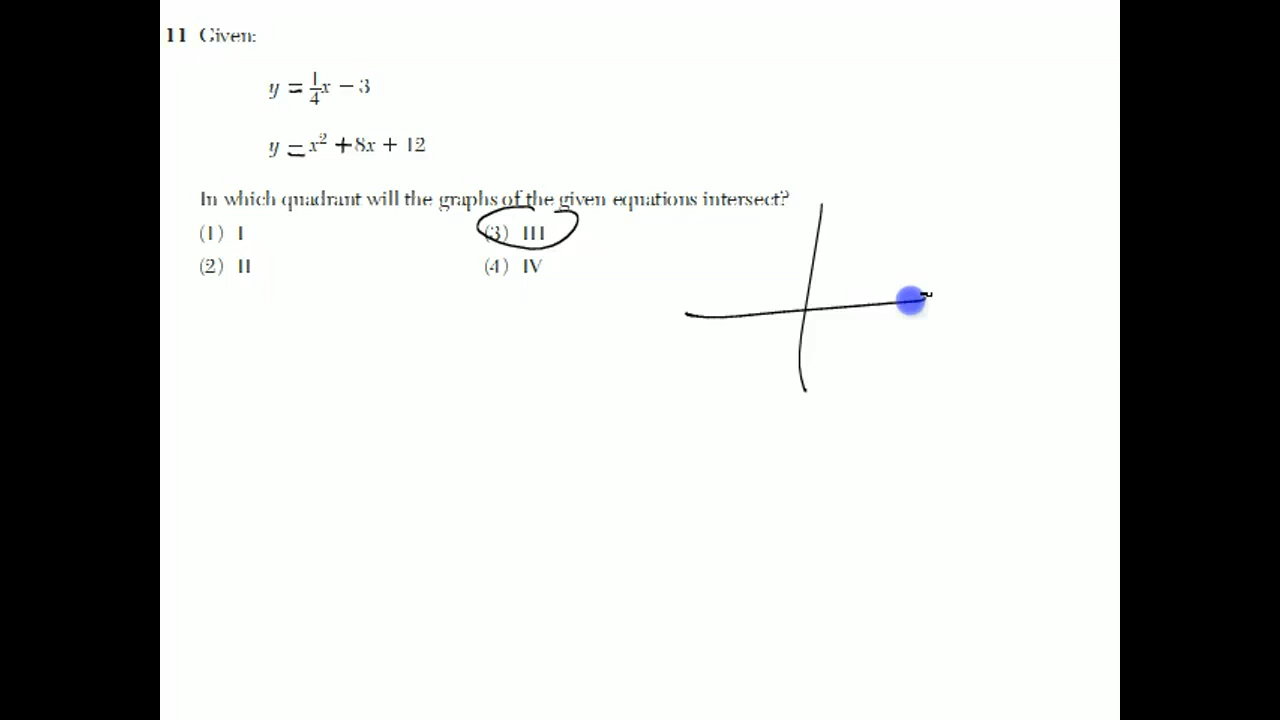 11 Given:
y = 1/4x − 3
y = x² + 8x + 12
In which quadrant will the graphs of the given equations intersect?
(1) I (3) III
(2) II (4) IV